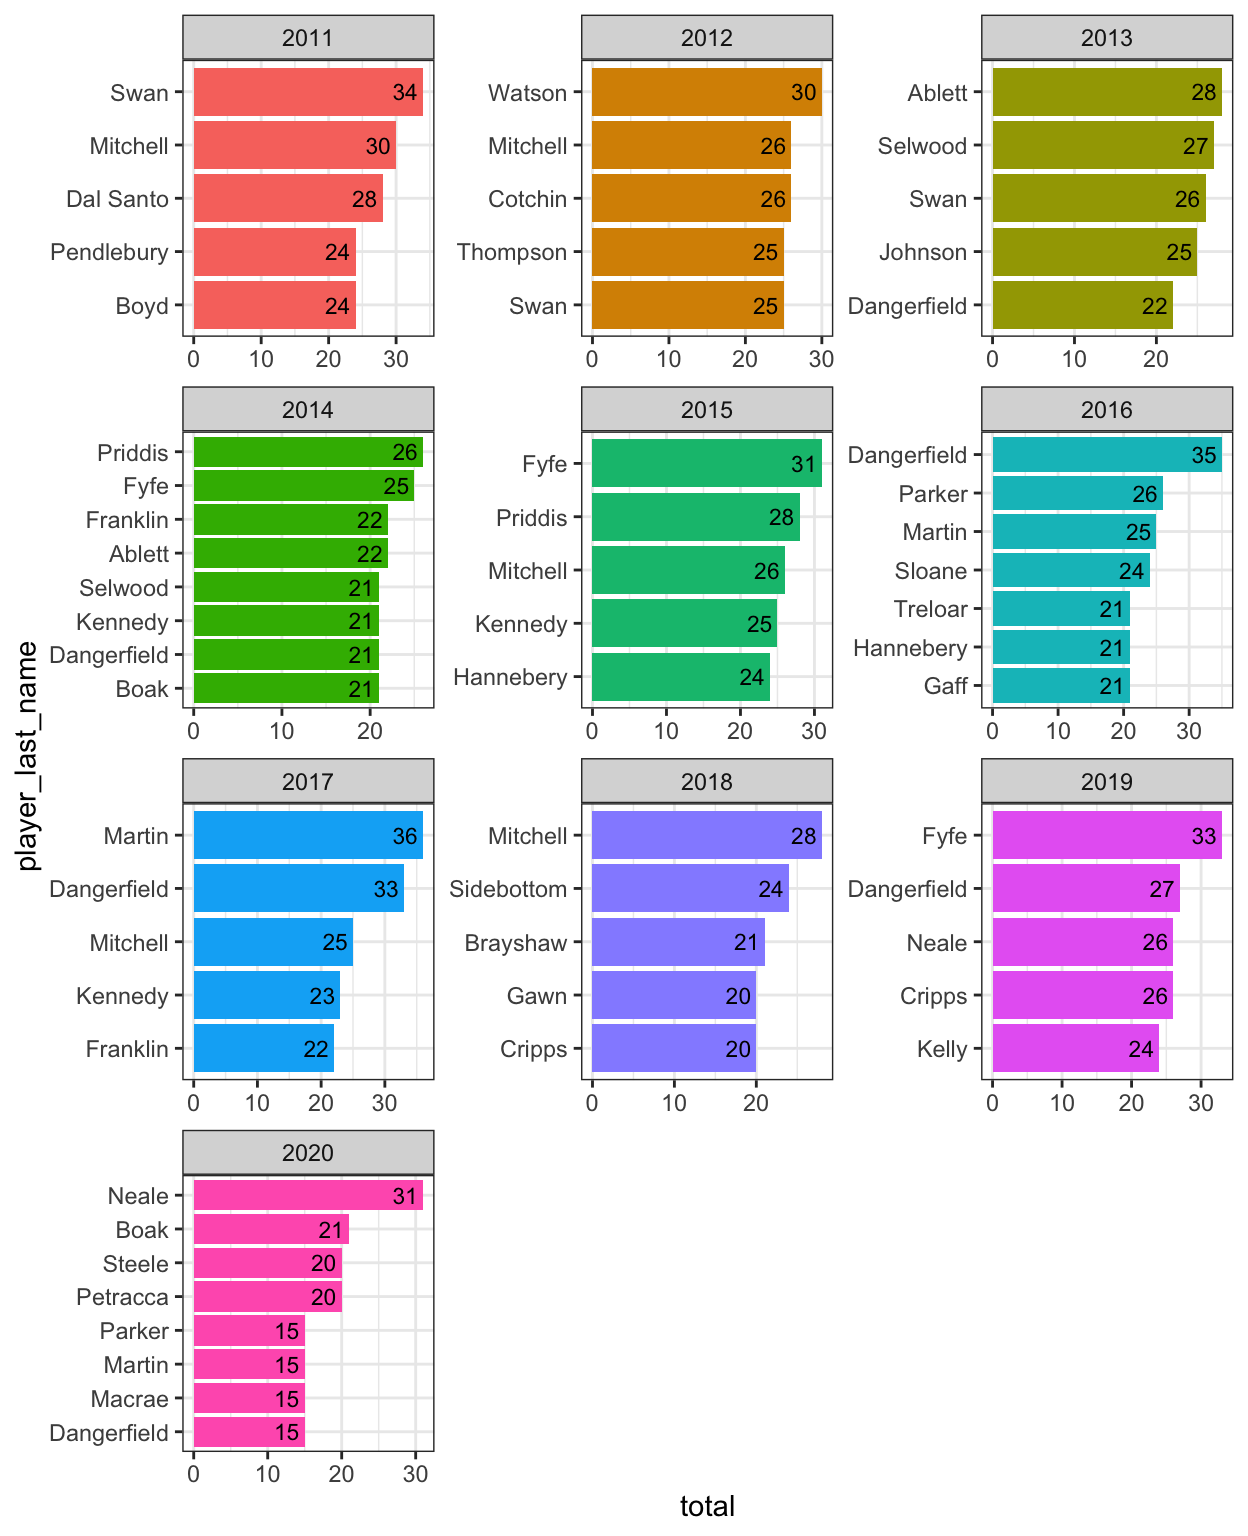 2011
Swan 34
Mitchell 30
Dal Santo 28
Pendlebury 24
Boyd 24
0 10 20 30
2012
Watson 30
Mitchell 26
Cotchin 26
Thompson 25
Swan 25
0 10 20 30
2013
Ablett 28
Selwood 27
Swan 26
Johnson 25
Dangerfield 22
0 10 20
2014
Priddis 26
Fyfe 25
Franklin 22
Ablett 22
Selwood 21
Kennedy 21
Dangerfield 21
Boak 21
0 10 20
2015
Fyfe 31
Priddis 28
Mitchell 26
Kennedy 25
Hannebery 24
0 10 20 30
2016
Dangerfield 35
Parker 26
Martin 25
Sloane 24
Treloar 21
Hannebery 21
Gaff 21
0 10 20 30
player_last_name
2017
Martin 36
Dangerfield 33
Mitchell 25
Kennedy 23
Franklin 22
0 10 20 30
2018
Mitchell 28
Sidebottom 24
Brayshaw 21
Gawn 20
Cripps 20
0 10 20
2019
Fyfe 33
Dangerfield 27
Neale 26
Cripps 26
Kelly 24
0 10 20 30
2020
Neale 31
Boak 21
Steele 20
Petracca 20
Parker 15
Martin 15
Macrae 15
Dangerfield 15
0 10 20 30
total